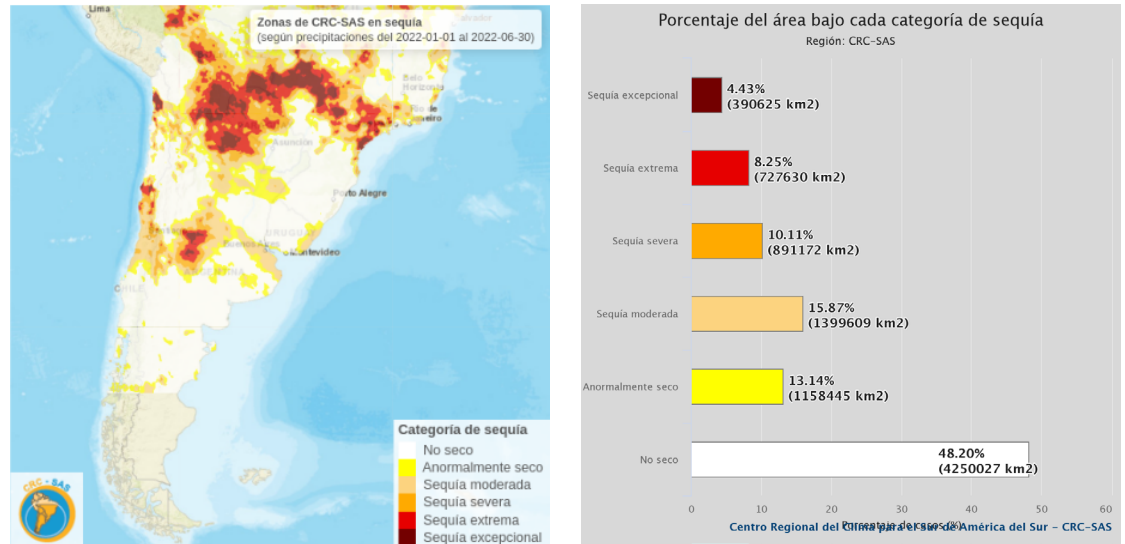 Lima
Zonas de CRC-SAS en sequía
(según precipitaciones del 2022-01-01 al 2022-06-30)
Belo
Horizonte
Rio de
Janeiro
Asunción
Porto Alegre
URUGUAY
Buenos Aires
Montevideo
ARGENTINA
CHILE
Categoría de sequía
No seco
Anormalmente seco
Sequía moderada
Sequía severa
Sequía extrema
Sequía excepcional
CRC - SAS
Porcentaje del área bajo cada categoría de sequía
Región: CRC-SAS
Sequía excepcional
4.43%
(390625 km2)
Sequía extrema
8.25%
(727630 km2)
Sequía severa
10.11%
(891172 km2)
Sequía moderada
15.87%
(1399609 km2)
Anormalmente seco
13.14%
(1158445 km2)
No seco
48.20%
(4250027 km2)
0 10 20 30 40 50 60
Porcentaje de casos (%)
Centro Regional del Clima para el Sur de América del Sur - CRC-SAS